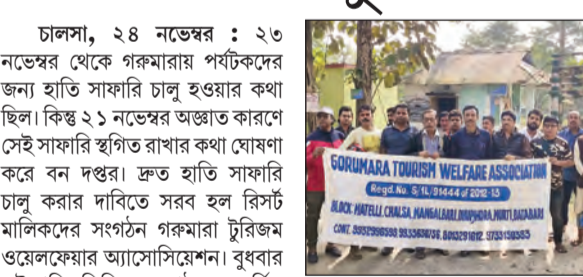 চালসা, ২৪ নভেম্বর : ২৩
নভেম্বর থেকে গরুমারায় পর্যটকদের
জন্য হাতি সাফারি চালু হওয়ার কথা
ছিল। কিন্তু ২১ নভেম্বর অজ্ঞাত কারণে
সেই সাফারি স্থগিত রাখার কথা ঘোষণা
করে বন দপ্তর। দ্রুত হাতি সাফারি
চালু করার দাবিতে সরব হল রিসর্ট
মালিকদের সংগঠন গরুমারা টুরিজম
ওয়েলফেয়ার অ্যাসোসিয়েশন। বুধবার
GORUMARA TOURISM WELFARE ASSOCIATION
Regd. No. S/1L/91444 of 2012-13
BLOCK: MATELLI, CHALSA, MANGALBARI, MURTI, BATABARI
CONT.